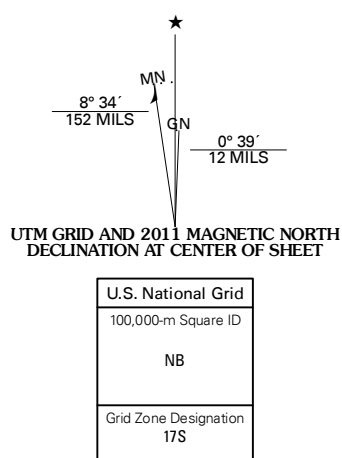 ★
MN
8° 34´
152 MILS
GN
0° 39´
12 MILS
UTM GRID AND 2011 MAGNETIC NORTH
DECLINATION AT CENTER OF SHEET
U.S. National Grid
100,000-m Square ID
NB
Grid Zone Designation
17S